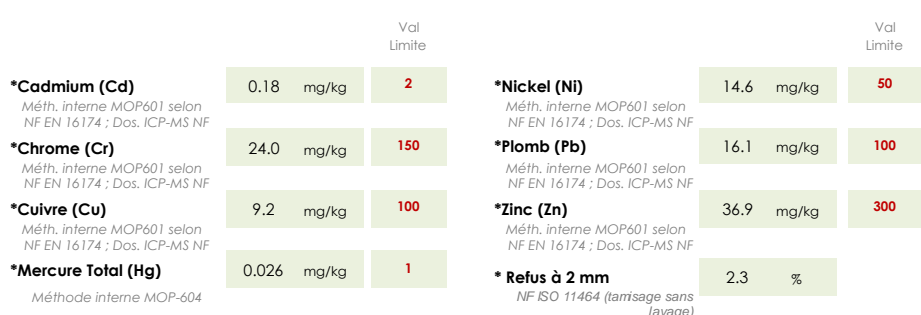 Val
Limite
*Cadmium (Cd) 0.18 mg/kg 2
Méth. interne MOP601 selon
NF EN 16174 ; Dos. ICP-MS NF
*Chrome (Cr) 24.0 mg/kg 150
Méth. interne MOP601 selon
NF EN 16174 ; Dos. ICP-MS NF
*Cuivre (Cu) 9.2 mg/kg 100
Méth. interne MOP601 selon
NF EN 16174 ; Dos. ICP-MS NF
*Mercure Total (Hg) 0.026 mg/kg 1
Méthode interne MOP-604
Val
Limite
*Nickel (Ni) 14.6 mg/kg 50
Méth. interne MOP601 selon
NF EN 16174 ; Dos. ICP-MS NF
*Plomb (Pb) 16.1 mg/kg 100
Méth. interne MOP601 selon
NF EN 16174 ; Dos. ICP-MS NF
*Zinc (Zn) 36.9 mg/kg 300
Méth. interne MOP601 selon
NF EN 16174 ; Dos. ICP-MS NF
* Refus à 2 mm 2.3 %
NF ISO 11464 (tamisage sans
lavage)